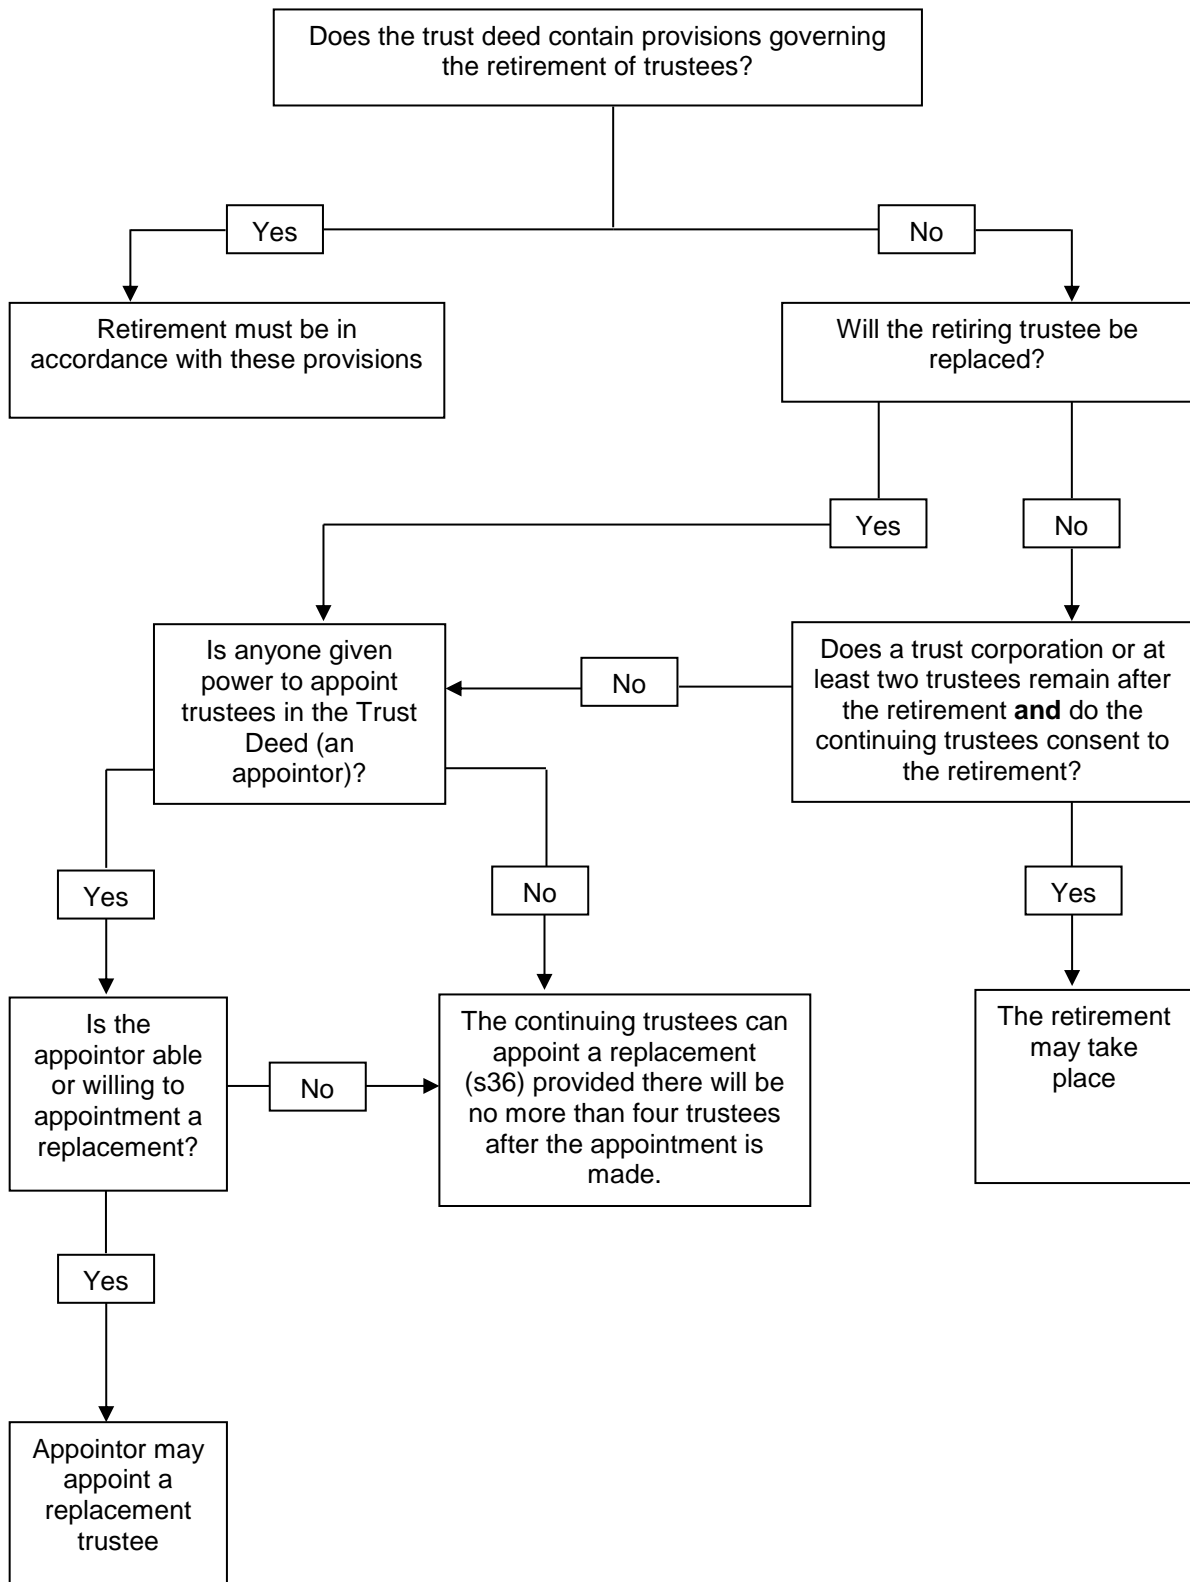 Does the trust deed contain provisions governing
the retirement of trustees?
Yes
No
Retirement must be in
accordance with these provisions
Will the retiring trustee be
replaced?
Yes
No
Is anyone given
power to appoint
trustees in the Trust
Deed (an
appointor)?
No
Does a trust corporation or at
least two trustees remain after
the retirement and do the
continuing trustees consent to
the retirement?
Yes
No
Yes
Is the
appointor able
or willing to
appointment a
replacement?
No
The continuing trustees can
appoint a replacement
(s36) provided there will be
no more than four trustees
after the appointment is
made.
The retirement
may take
place
Yes
Appointor may
appoint a
replacement
trustee